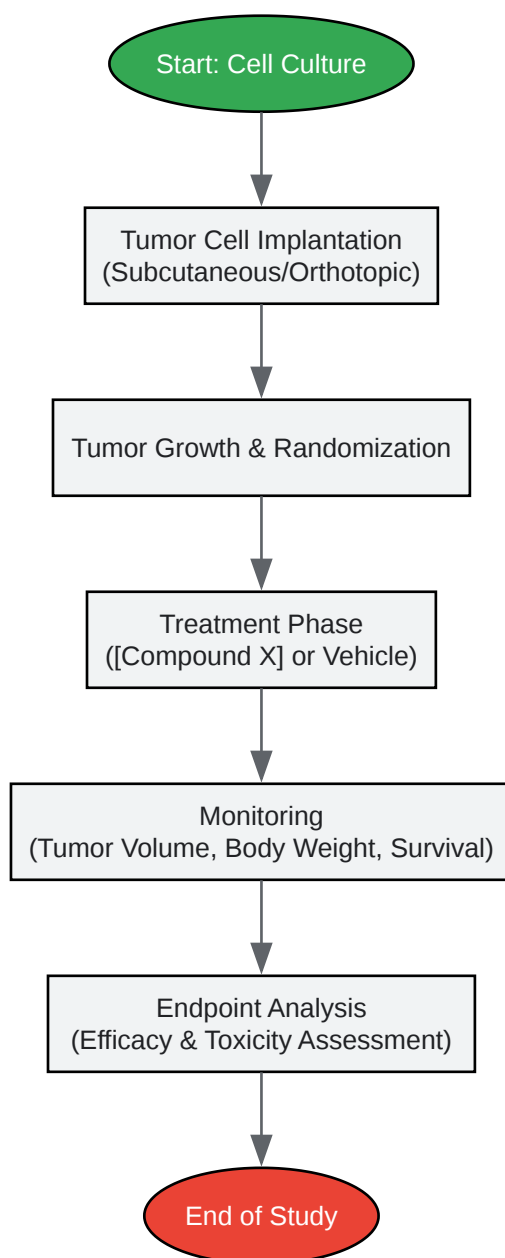 Start: Cell Culture
Tumor Cell Implantation
(Subcutaneous/Orthotopic)
Tumor Growth & Randomization
Treatment Phase
([Compound X] or Vehicle)
Monitoring
(Tumor Volume, Body Weight, Survival)
Endpoint Analysis
(Efficacy & Toxicity Assessment)
End of Study